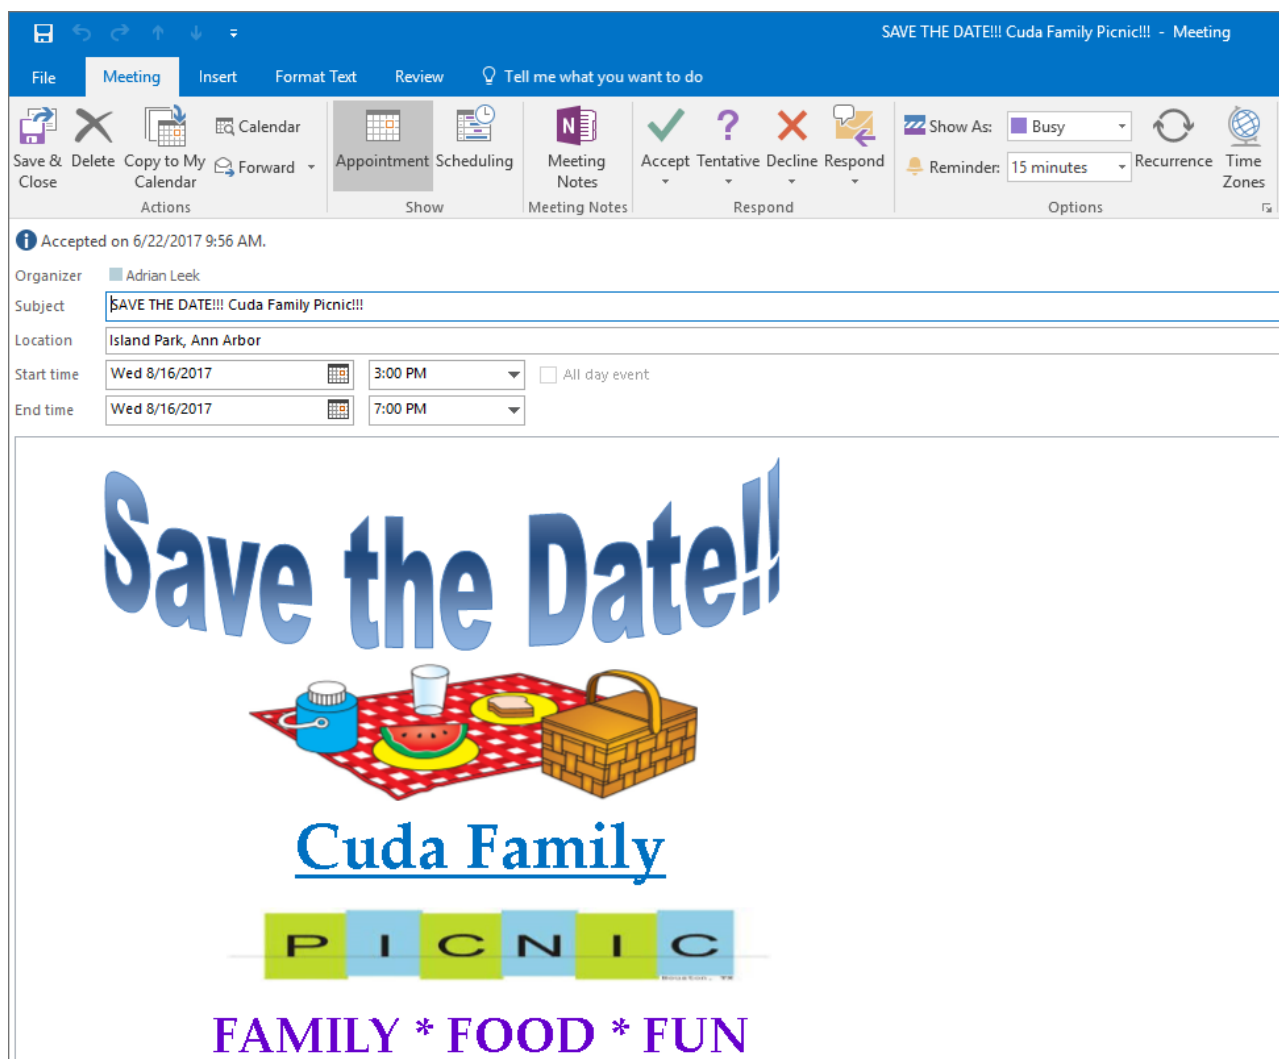 SAVE THE DATE!!! Cuda Family Picnic!!! - Meeting
File Meeting Insert Format Text Review Tell me what you want to do
Save & Close Delete Copy to My Calendar Calendar Forward Appointment Scheduling Meeting Notes Accept Tentative Decline Respond Show As: Busy Reminder: 15 minutes Recurrence Time Zones
Actions Show Meeting Notes Respond Options
Accepted on 6/22/2017 9:56 AM.
Organizer Adrian Leek
Subject SAVE THE DATE!!! Cuda Family Picnic!!!
Location Island Park, Ann Arbor
Start time Wed 8/16/2017 3:00 PM All day event
End time Wed 8/16/2017 7:00 PM
Save the Date!!
Cuda Family
PICNIC
Houston, TX
FAMILY * FOOD * FUN